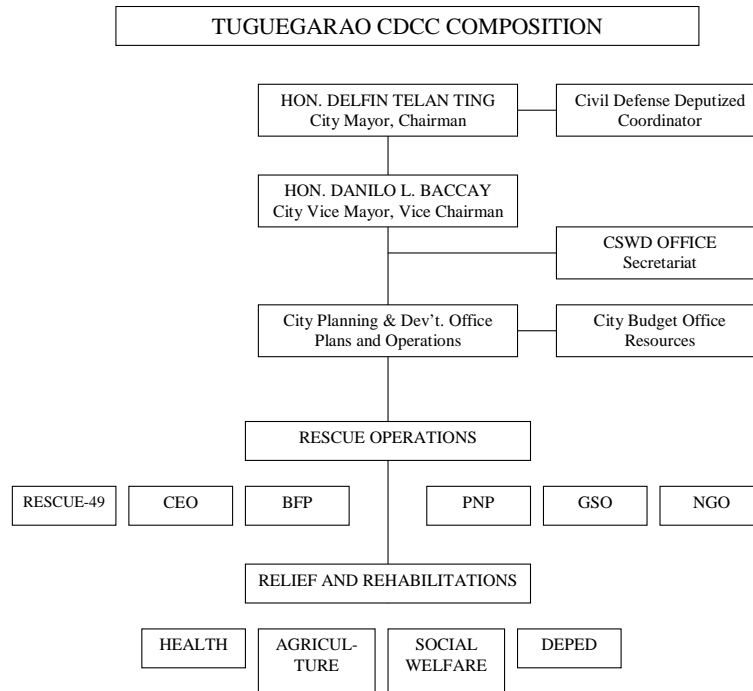 TUGUEGARAO CDCC COMPOSITION
HON. DELFIN TELAN TING
City Mayor, Chairman
Civil Defense Deputized
Coordinator
HON. DANILO L. BACCAY
City Vice Mayor, Vice Chairman
CSWD OFFICE
Secretariat
City Planning & Dev't. Office
Plans and Operations
City Budget Office
Resources
RESCUE OPERATIONS
RESCUE-49
CEO
BFP
PNP
GSO
NGO
RELIEF AND REHABILITATIONS
HEALTH
AGRICUL-
TURE
SOCIAL
WELFARE
DEPED